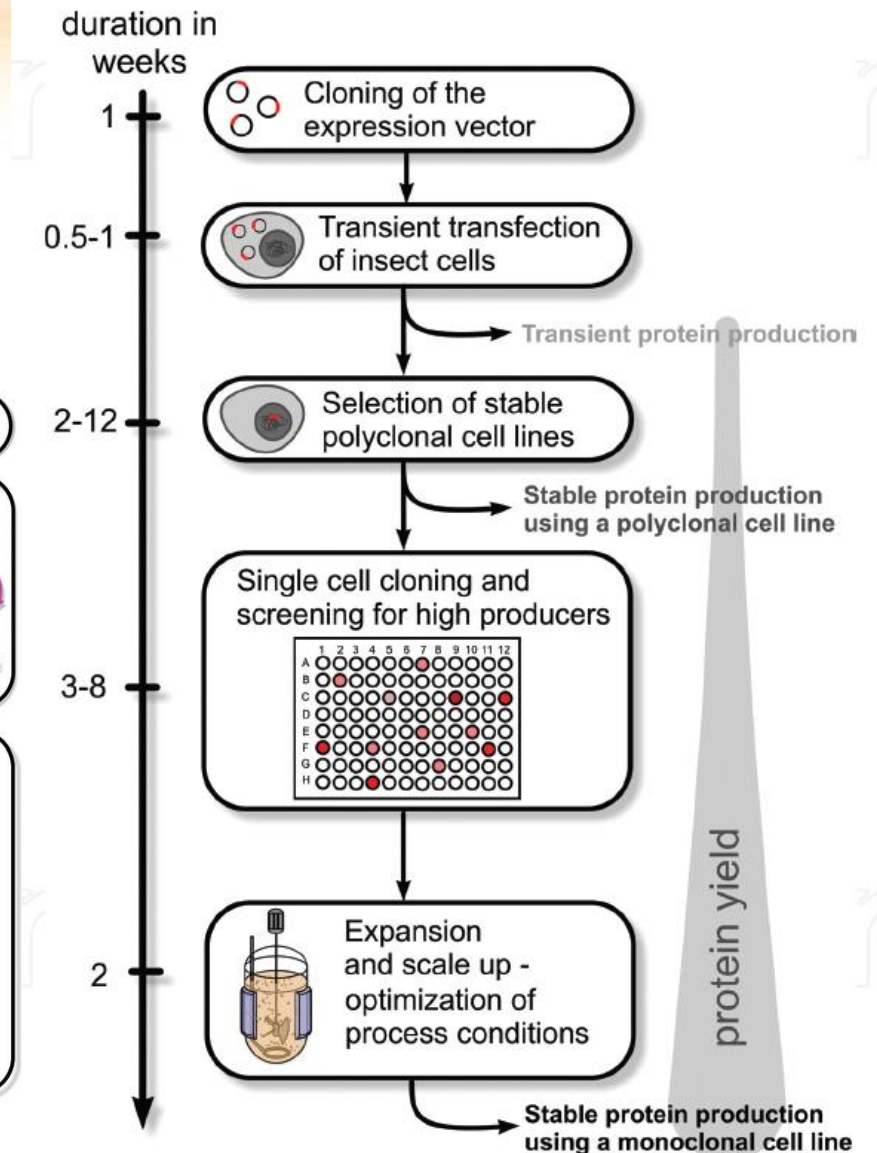 duration in
weeks
1
Cloning of the
expression vector
0.5-1
Transient transfection
of insect cells
Transient protein production
2-12
Selection of stable
polyclonal cell lines
Stable protein production
using a polyclonal cell line
3-8
Single cell cloning and
screening for high producers
1 2 3 4 5 6 7 8 9 10 11 12
A
B
C
D
E
F
G
H
2
Expansion
and scale up -
optimization of
process conditions
protein yield
Stable protein production
using a monoclonal cell line